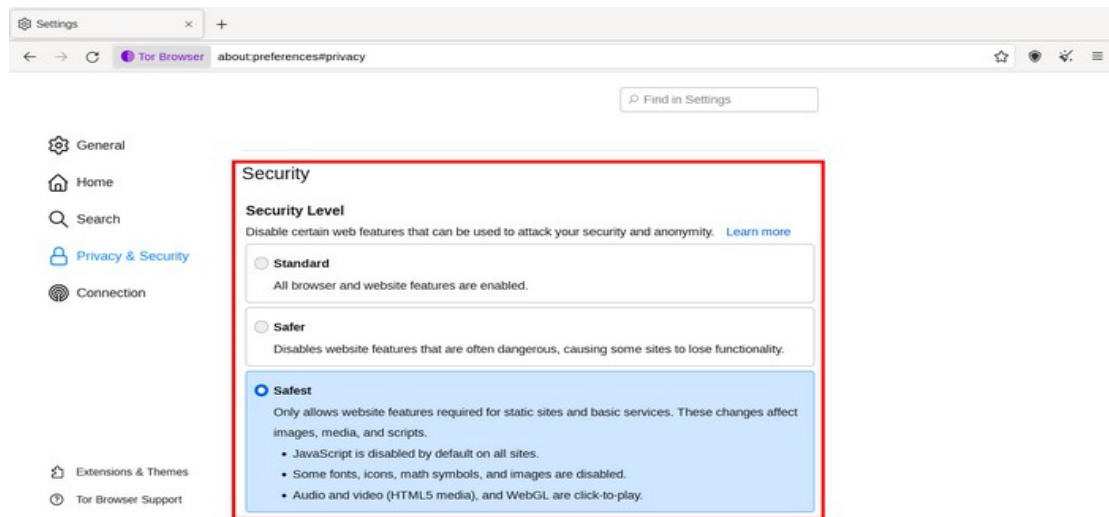 Settings
Tor Browser about:preferences#privacy
Find in Settings
General
Home
Search
Privacy & Security
Connection
Extensions & Themes
Tor Browser Support
Security
Security Level
Disable certain web features that can be used to attack your security and anonymity. Learn more
Standard
All browser and website features are enabled.
Safer
Disables website features that are often dangerous, causing some sites to lose functionality.
Safest
Only allows website features required for static sites and basic services. These changes affect
images, media, and scripts.
• JavaScript is disabled by default on all sites.
• Some fonts, icons, math symbols, and images are disabled.
• Audio and video (HTML5 media), and WebGL are click-to-play.